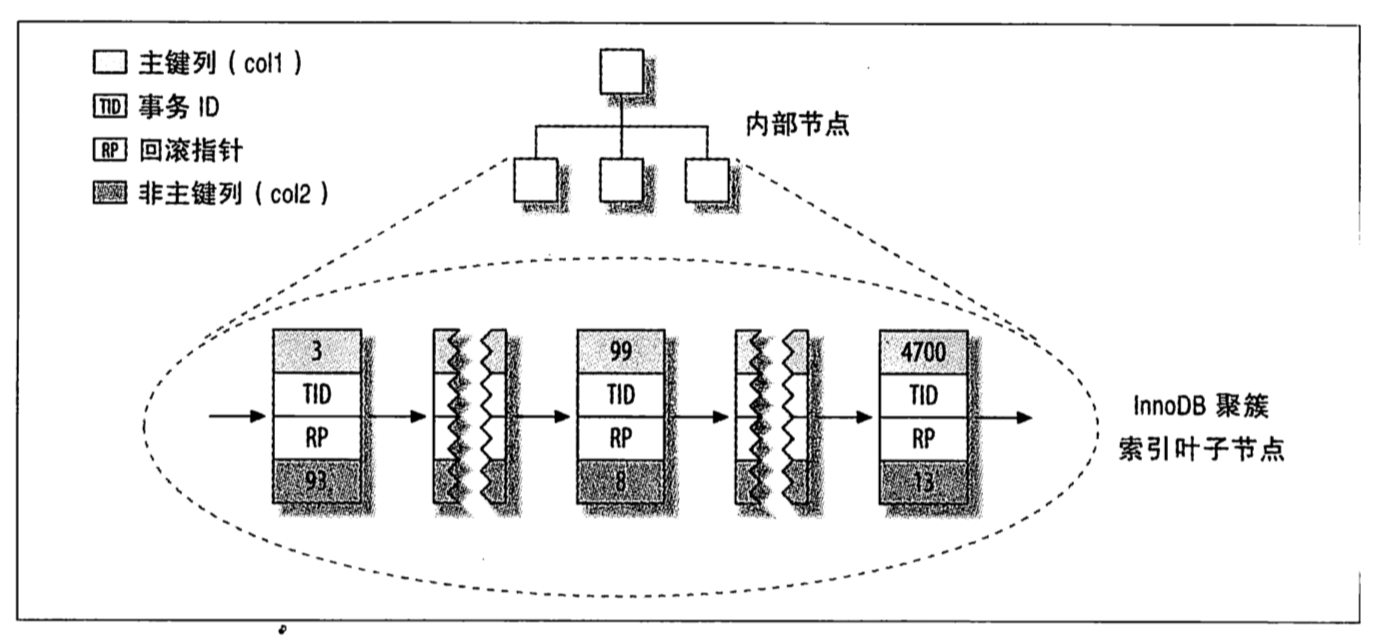 主键列（col1）
TID 事务 ID
RP 回滚指针
非主键列（col2）
内部节点
3 99 4700
TID TID TID
RP RP RP
93 8 13
InnoDB 聚簇
索引叶子节点